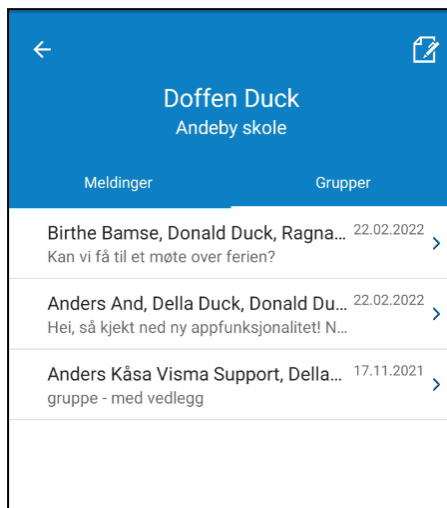 Doffen Duck
Andeby skole
Meldinger
Grupper
Birthe Bamse, Donald Duck, Ragna... 22.02.2022
Kan vi få til et møte over ferien?
Anders And, Della Duck, Donald Du... 22.02.2022
Hei, så kjekt ned ny appfunksjonalitet! N...
Anders Kåsa Visma Support, Della... 17.11.2021
gruppe - med vedlegg